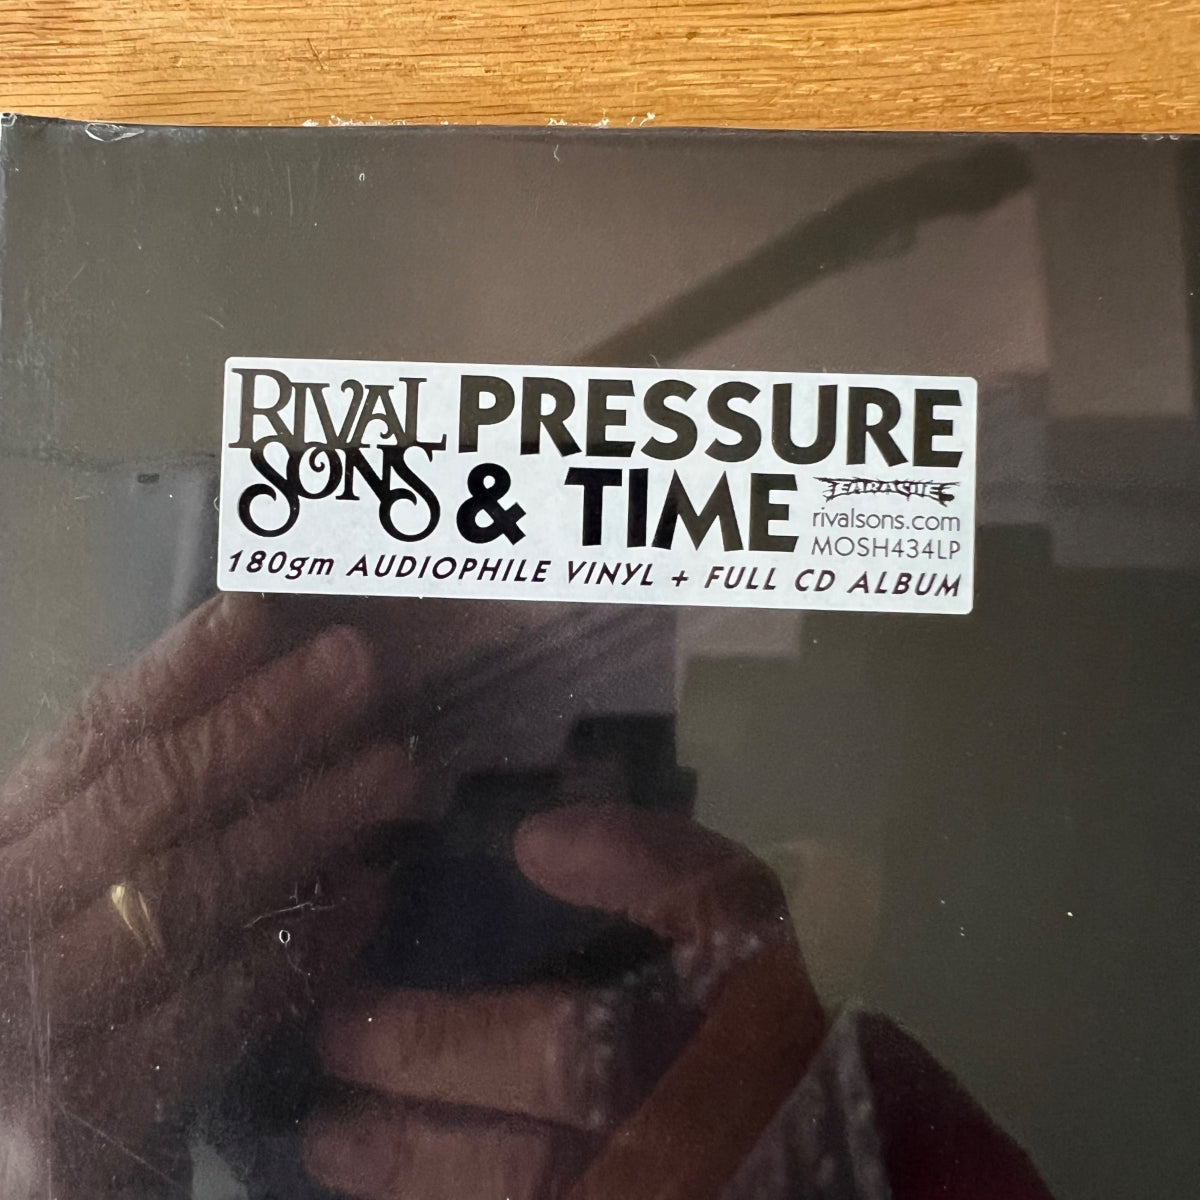 RIVAL
SONS
PRESSURE
& TIME
EARACHE
rivalsons.com
MOSH434LP
180gm AUDIOPHILE VINYL + FULL CD ALBUM